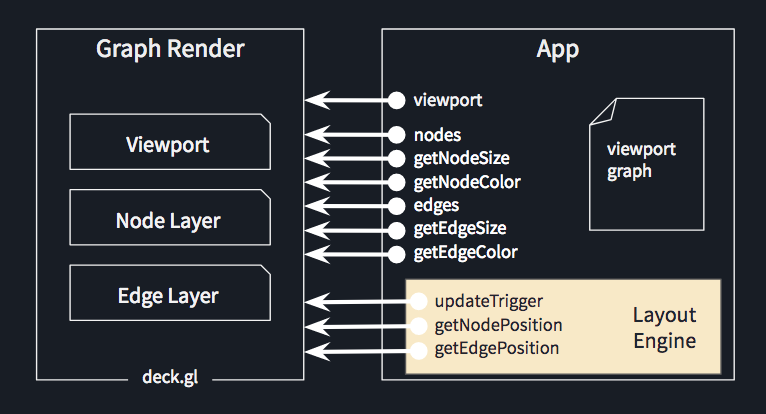 Graph Render
Viewport
Node Layer
Edge Layer
deck.gl
App
viewport
nodes
getNodeSize
getNodeColor
edges
getEdgeSize
getEdgeColor
viewport
graph
updateTrigger
getNodePosition
getEdgePosition
Layout
Engine